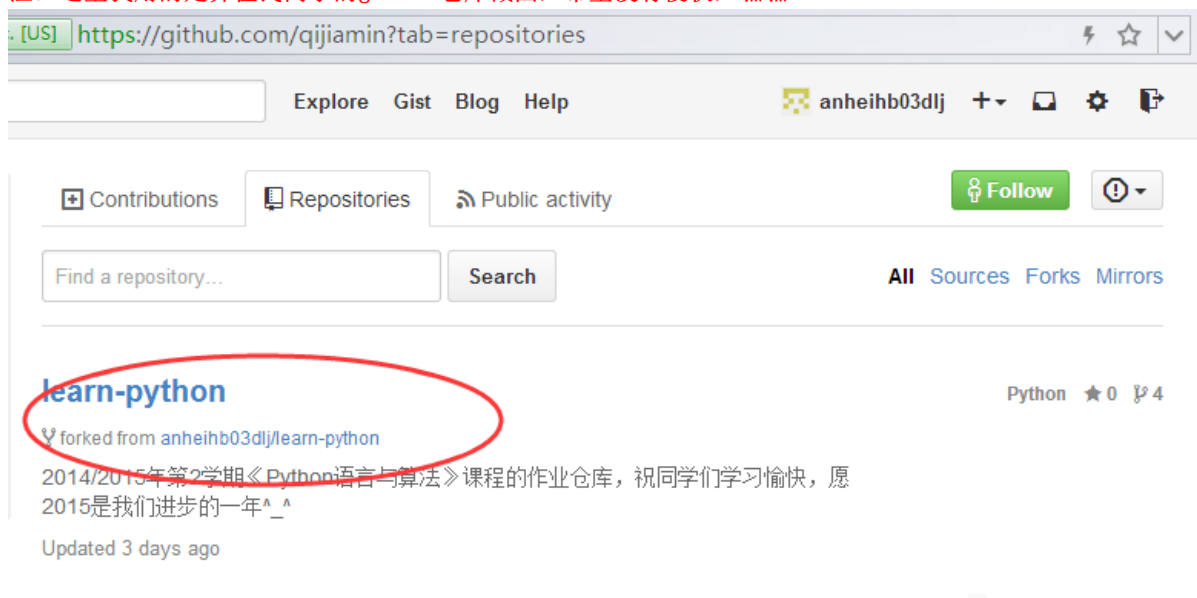 [US] https://github.com/qijiamin?tab=repositories
Explore Gist Blog Help anheihb03dlj
Contributions Repositories Public activity Follow
Find a repository... Search All Sources Forks Mirrors
learn-python Python 0 4
forked from anheihb03dlj/learn-python
2014/2015年第2学期《Python语言与算法》课程的作业仓库，祝同学们学习愉快，愿
2015是我们进步的一年^_^
Updated 3 days ago